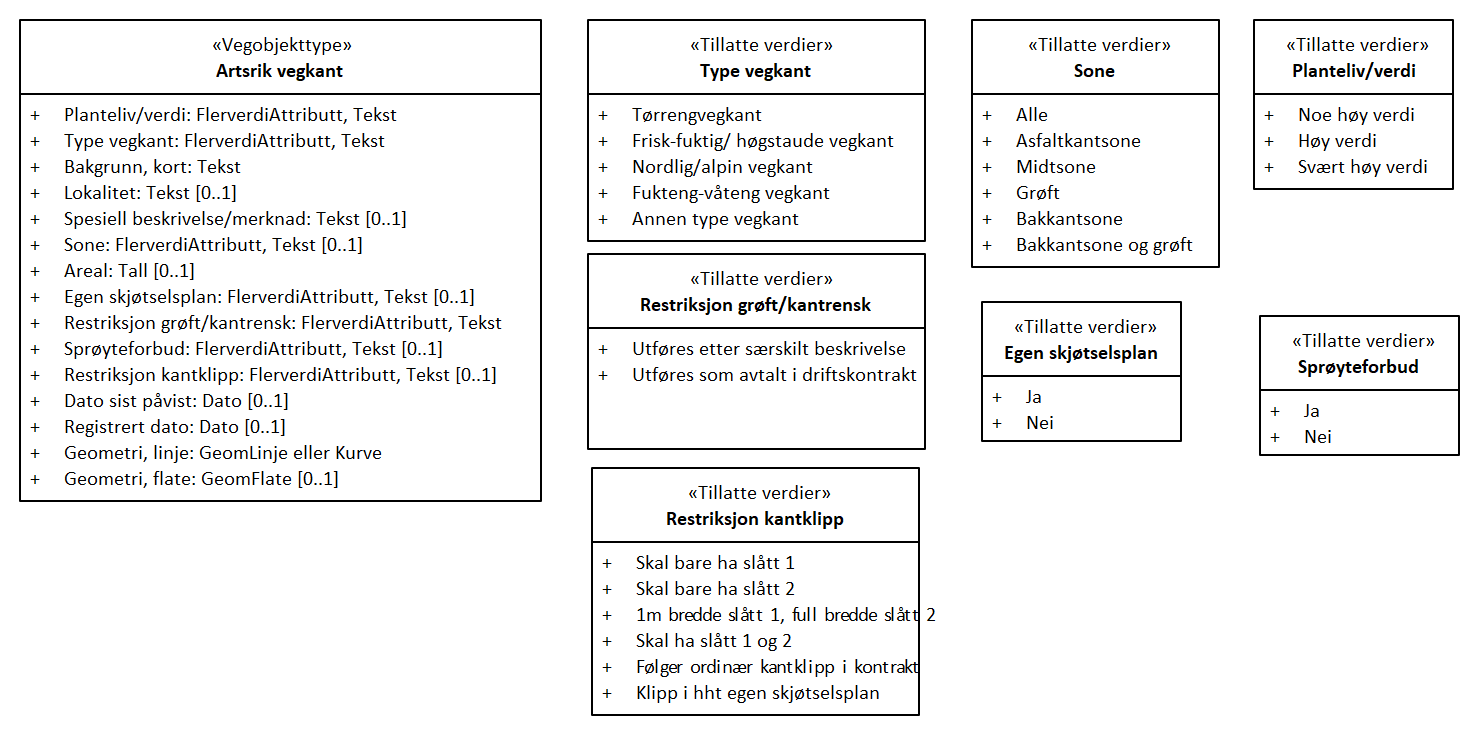 «Vegobjekttype»
Artsrik vegkant
+ Planteliv/verdi: FlerverdiAttributt, Tekst
+ Type vegkant: FlerverdiAttributt, Tekst
+ Bakgrunn, kort: Tekst
+ Lokalitet: Tekst [0..1]
+ Spesiell beskrivelse/merknad: Tekst [0..1]
+ Sone: FlerverdiAttributt, Tekst [0..1]
+ Areal: Tall [0..1]
+ Egen skjøtselsplan: FlerverdiAttributt, Tekst [0..1]
+ Restriksjon grøft/kantrensk: FlerverdiAttributt, Tekst
+ Sprøyteforbud: FlerverdiAttributt, Tekst [0..1]
+ Restriksjon kantklipp: FlerverdiAttributt, Tekst [0..1]
+ Dato sist påvist: Dato [0..1]
+ Registrert dato: Dato [0..1]
+ Geometri, linje: GeomLinje eller Kurve
+ Geometri, flate: GeomFlate [0..1]
«Tillatte verdier»
Type vegkant
+ Tørrengvegkant
+ Frisk-fuktig/ høgstaude vegkant
+ Nordlig/alpin vegkant
+ Fukteng-våteng vegkant
+ Annen type vegkant
«Tillatte verdier»
Restriksjon grøft/kantrensk
+ Utføres etter særskilt beskrivelse
+ Utføres som avtalt i driftskontrakt
«Tillatte verdier»
Restriksjon kantklipp
+ Skal bare ha slått 1
+ Skal bare ha slått 2
+ 1m bredde slått 1, full bredde slått 2
+ Skal ha slått 1 og 2
+ Følger ordinær kantklipp i kontrakt
+ Klipp i hht egen skjøtselsplan
«Tillatte verdier»
Sone
+ Alle
+ Asfaltkantsone
+ Midtsone
+ Grøft
+ Bakkantsone
+ Bakkantsone og grøft
«Tillatte verdier»
Egen skjøtselsplan
+ Ja
+ Nei
«Tillatte verdier»
Planteliv/verdi
+ Noe høy verdi
+ Høy verdi
+ Svært høy verdi
«Tillatte verdier»
Sprøyteforbud
+ Ja
+ Nei